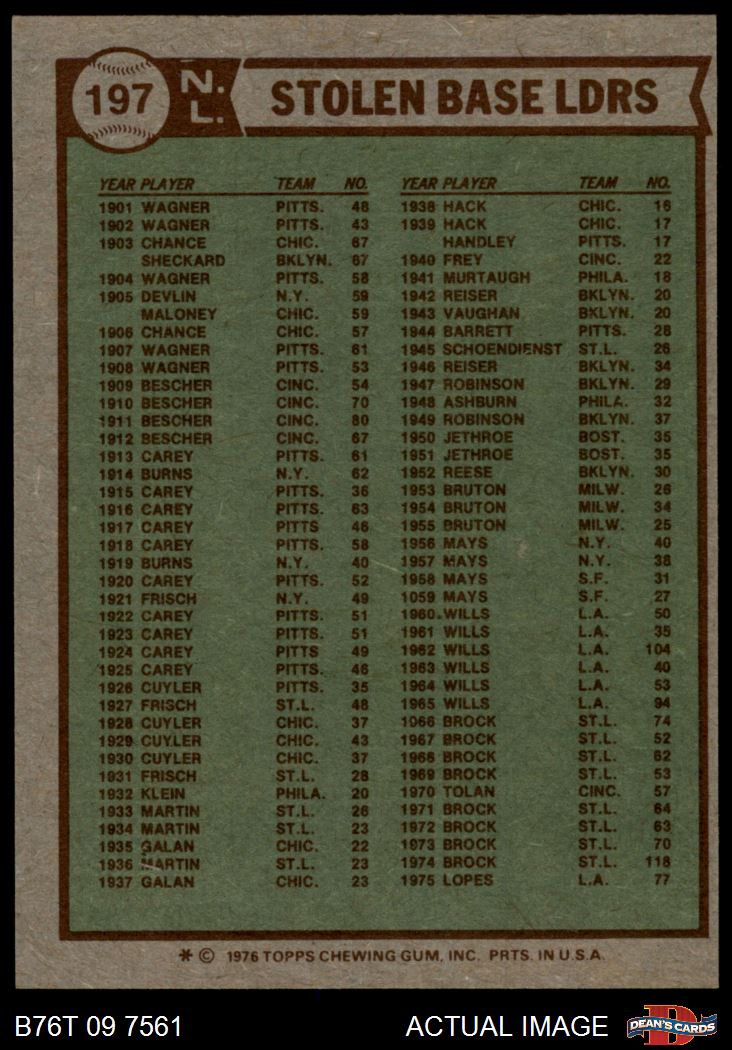 197 N.L. STOLEN BASE LDRS
YEAR PLAYER TEAM NO.
1901 WAGNER PITTS. 48
1902 WAGNER PITTS. 43
1903 CHANCE CHIC. 67
SHECKARD BKLYN. 67
1904 WAGNER PITTS. 58
1905 DEVLIN N.Y. 59
MALONEY CHIC. 59
1906 CHANCE CHIC. 57
1907 WAGNER PITTS. 61
1908 WAGNER PITTS. 53
1909 BESCHER CINC. 54
1910 BESCHER CINC. 70
1911 BESCHER CINC. 80
1912 BESCHER CINC. 67
1913 CAREY PITTS. 61
1914 BURNS N.Y. 62
1915 CAREY PITTS. 36
1916 CAREY PITTS. 63
1917 CAREY PITTS. 46
1918 CAREY PITTS. 58
1919 BURNS N.Y. 40
1920 CAREY PITTS. 52
1921 FRISCH N.Y. 49
1922 CAREY PITTS. 51
1923 CAREY PITTS. 51
1924 CAREY PITTS 49
1925 CAREY PITTS. 46
1926 CUYLER PITTS. 35
1927 FRISCH ST.L. 48
1928 CUYLER CHIC. 37
1929 CUYLER CHIC. 43
1930 CUYLER CHIC. 37
1931 FRISCH ST.L. 28
1932 KLEIN PHILA. 20
1933 MARTIN ST.L. 26
1934 MARTIN ST.L. 23
1935 GALAN CHIC. 22
1936 MARTIN ST.L. 23
1937 GALAN CHIC. 23
YEAR PLAYER TEAM NO.
1938 HACK CHIC. 16
1939 HACK CHIC. 17
HANDLEY PITTS. 17
1940 FREY CINC. 22
1941 MURTAUGH PHILA. 18
1942 REISER BKLYN. 20
1943 VAUGHAN BKLYN. 20
1944 BARRETT PITTS. 28
1945 SCHOENDIENST ST.L. 26
1946 REISER BKLYN. 34
1947 ROBINSON BKLYN. 29
1948 ASHBURN PHILA. 32
1949 ROBINSON BKLYN. 37
1950 JETHROE BOST. 35
1951 JETHROE BOST. 35
1952 REESE BKLYN. 30
1953 BRUTON MILW. 26
1954 BRUTON MILW. 34
1955 BRUTON MILW. 25
1956 MAYS N.Y. 40
1957 MAYS N.Y. 38
1958 MAYS S.F. 31
1059 MAYS S.F. 27
1960 WILLS L.A. 50
1961 WILLS L.A. 35
1962 WILLS L.A. 104
1963 WILLS L.A. 40
1964 WILLS L.A. 53
1965 WILLS L.A. 94
1066 BROCK ST.L. 74
1967 BROCK ST.L. 52
1968 BROCK ST.L. 62
1969 BROCK ST.L. 53
1970 TOLAN CINC. 57
1971 BROCK ST.L. 64
1972 BROCK ST.L. 63
1973 BROCK ST.L. 70
1974 BROCK ST.L. 118
1975 LOPES L.A. 77
* © 1976 TOPPS CHEWING GUM, INC. PRTS. IN U.S.A.
B76T 09 7561 ACTUAL IMAGE DEAN'S CARDS